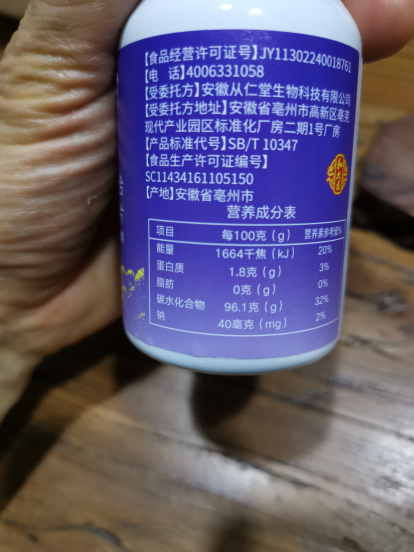 【食品经营许可证号】JY11302240018761
【电 话】4006331058
【受委托方】安徽从仁堂生物科技有限公司
【受委托方地址】安徽省亳州市高新区亳芜
现代产业园区标准化厂房二期1号厂房
【产品标准代号】SB/T 10347
【食品生产许可证编号】
SC11434161105150
【产地】安徽省亳州市
营养成分表
项目 每100克(g) 营养素参考值%
能量 1664千焦(kJ) 20%
蛋白质 1.8克(g) 3%
脂肪 0克(g) 0%
碳水化合物 96.1克(g) 32%
钠 40毫克(mg) 2%